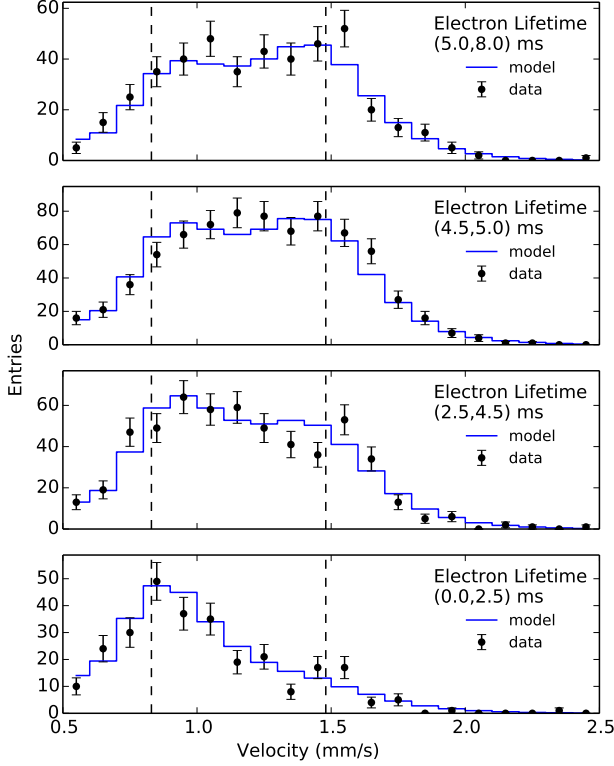 60
40
20
0
Electron Lifetime
(5.0,8.0) ms
model
data
80
60
40
20
0
Electron Lifetime
(4.5,5.0) ms
model
data
Entries
60
40
20
0
Electron Lifetime
(2.5,4.5) ms
model
data
50
40
30
20
10
0
Electron Lifetime
(0.0,2.5) ms
model
data
0.5 1.0 1.5 2.0 2.5
Velocity (mm/s)